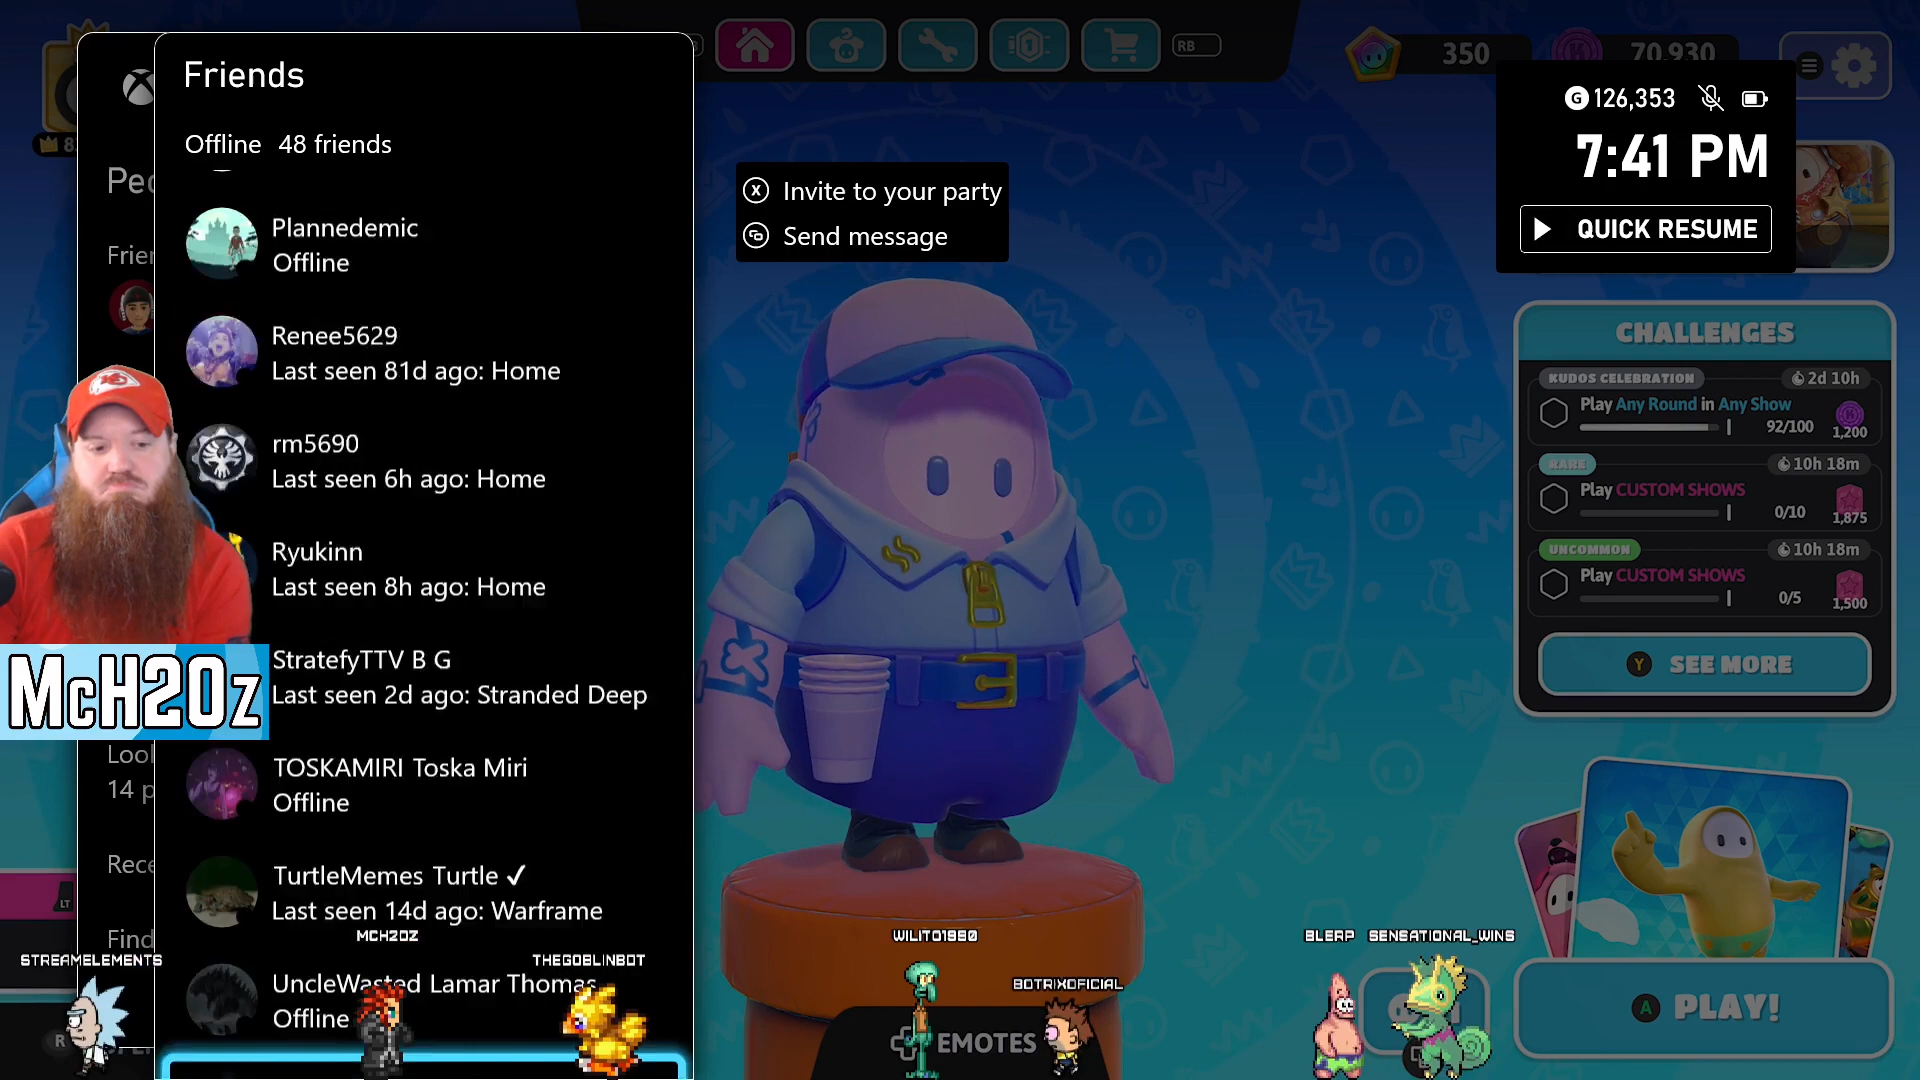 Friends
Offline 48 friends
Plannedemic
Offline
Renee5629
Last seen 81d ago: Home
rm5690
Last seen 6h ago: Home
Ryukinn
Last seen 8h ago: Home
StratefyTTV B G
Last seen 2d ago: Stranded Deep
TOSKAMIRI Toska Miri
Offline
TurtleMemes Turtle ✓
Last seen 14d ago: Warframe
UncleWasted Lamar Thomas
Offline
McH2Oz
14 p
Find
X Invite to your party
Send message
RB
350
70,930
G 126,353
7:41 PM
QUICK RESUME
CHALLENGES
KUDOS CELEBRATION
2d 10h
Play Any Round in Any Show
92/100
1,200
RARE
10h 18m
Play CUSTOM SHOWS
0/10
1,875
UNCOMMON
10h 18m
Play CUSTOM SHOWS
0/5
1,500
Y SEE MORE
A PLAY!
EMOTES
LT
R
STREAMELEMENTS
MCH2OZ
THEGOBLINBOT
WILITO1990
BOTRIXOFICIAL
BLERP
SENSATIONAL_WINS